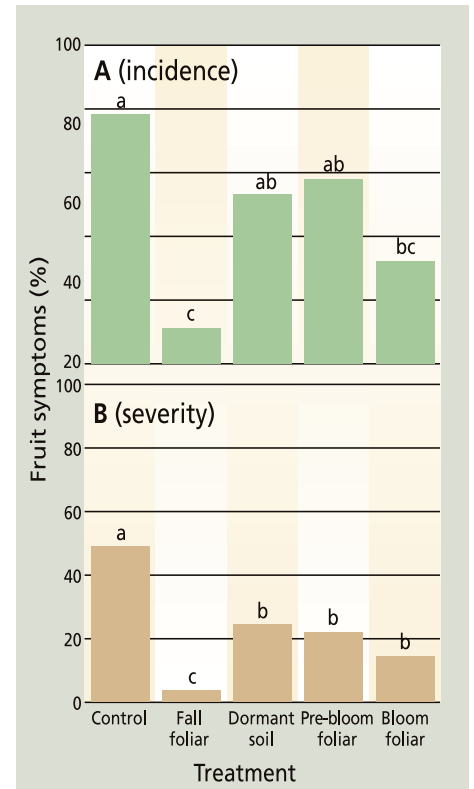 100
A (incidence)
a
80
ab
ab
60
bc
40
c
20
Fruit symptoms (%)
100
B (severity)
80
60
a
40
b
b
20
b
c
0
Control Fall foliar Dormant soil Pre-bloom foliar Bloom foliar
Treatment